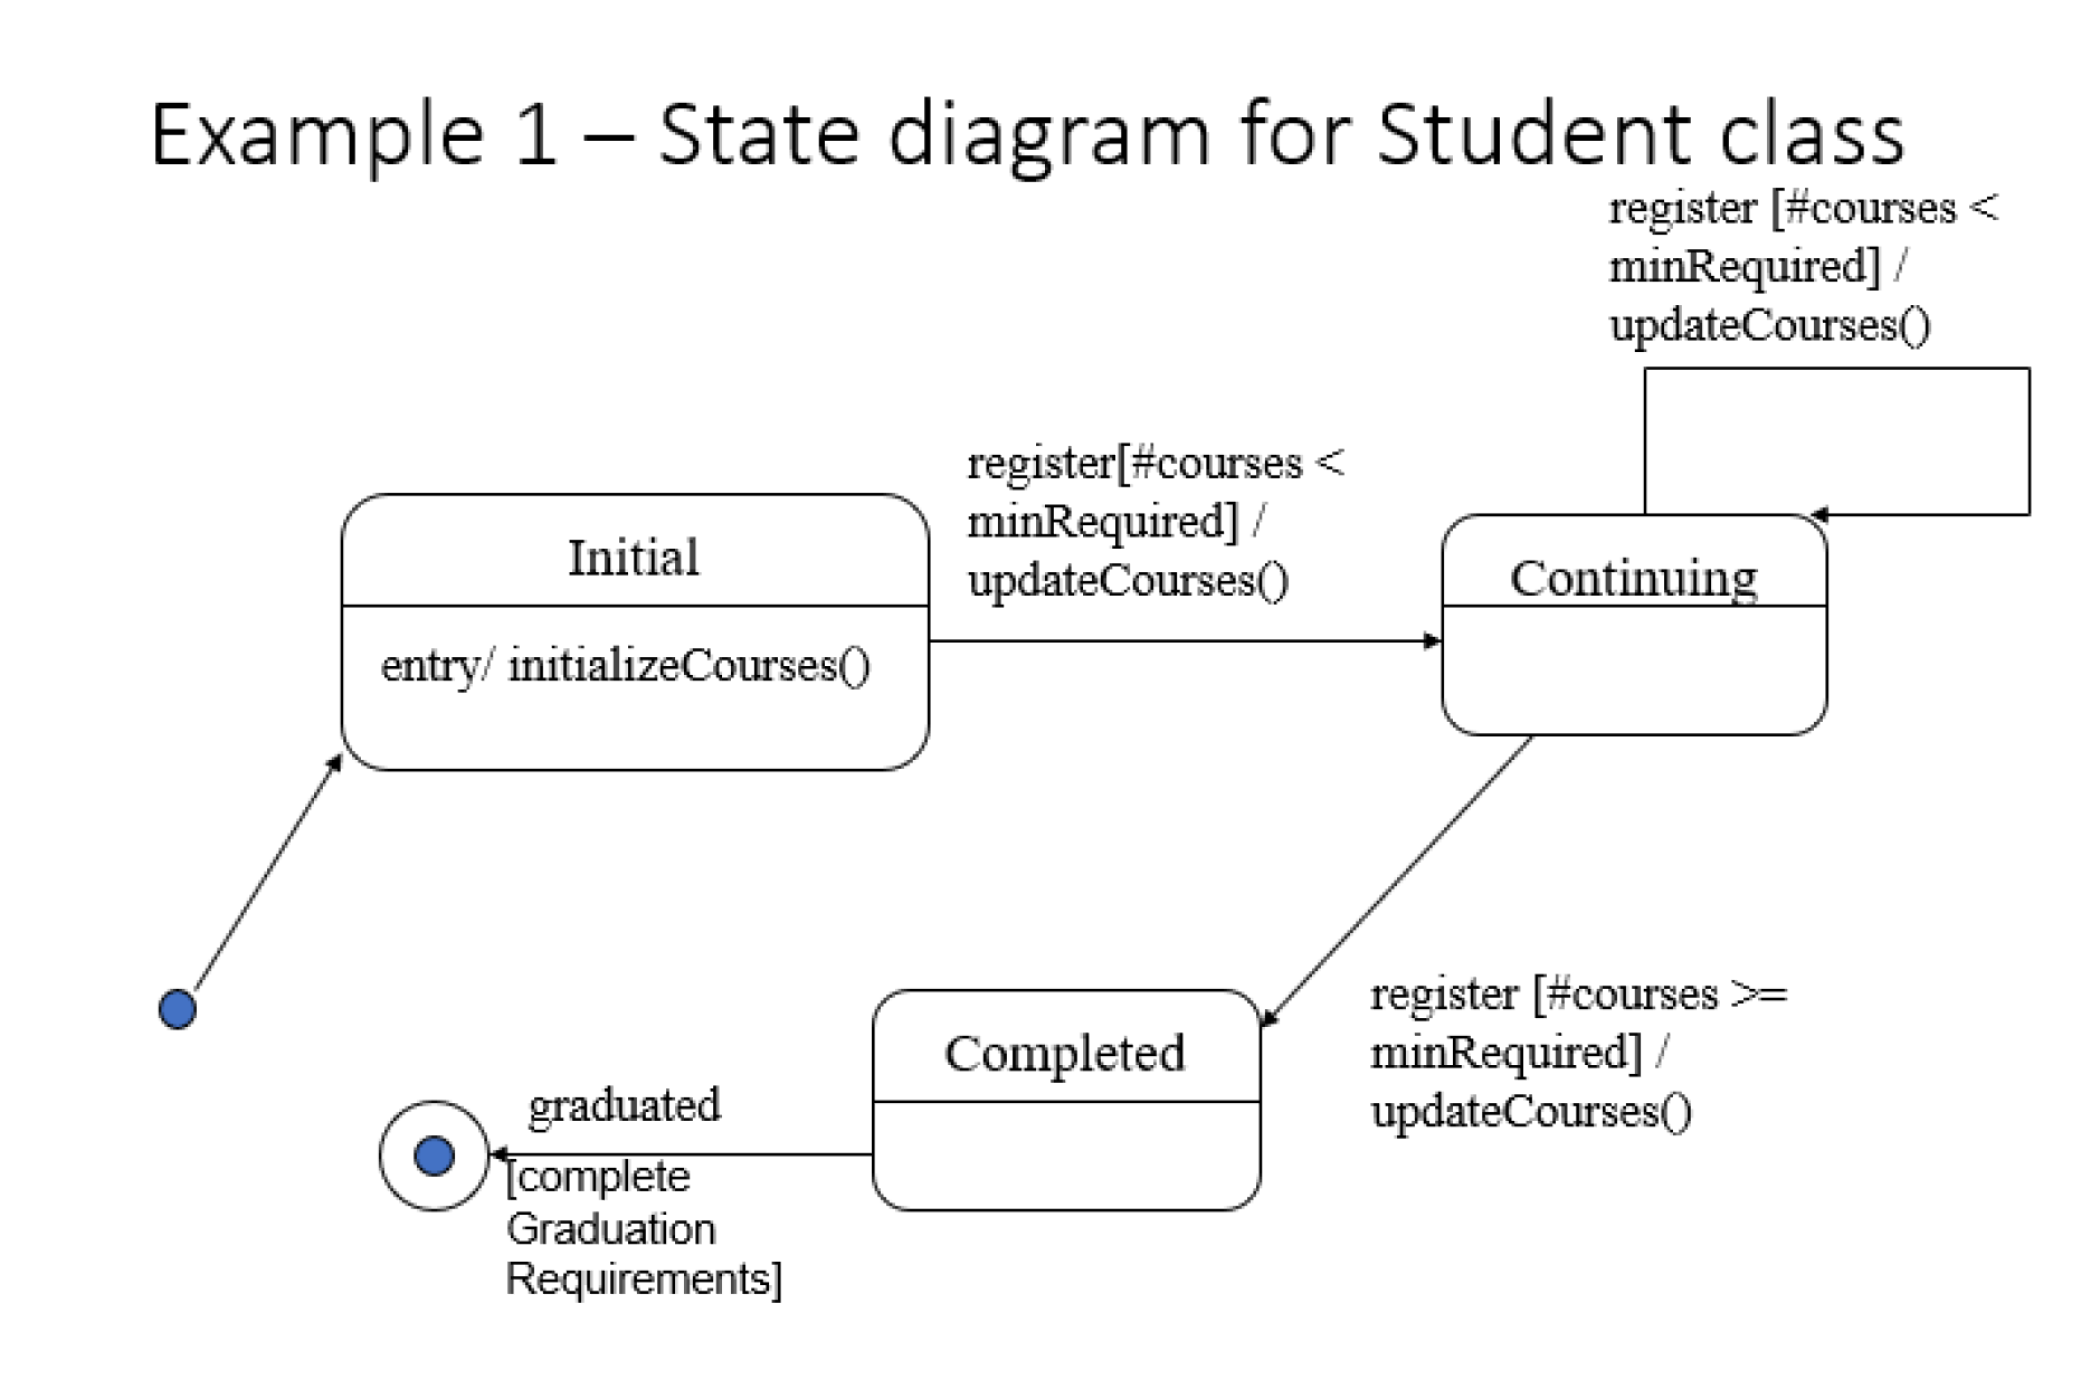 Example 1 – State diagram for Student class
register [#courses <
minRequired] /
updateCourses()
register[#courses <
minRequired] /
updateCourses()
Initial
entry/ initializeCourses()
Continuing
register [#courses >=
minRequired] /
updateCourses()
Completed
graduated
[complete
Graduation
Requirements]